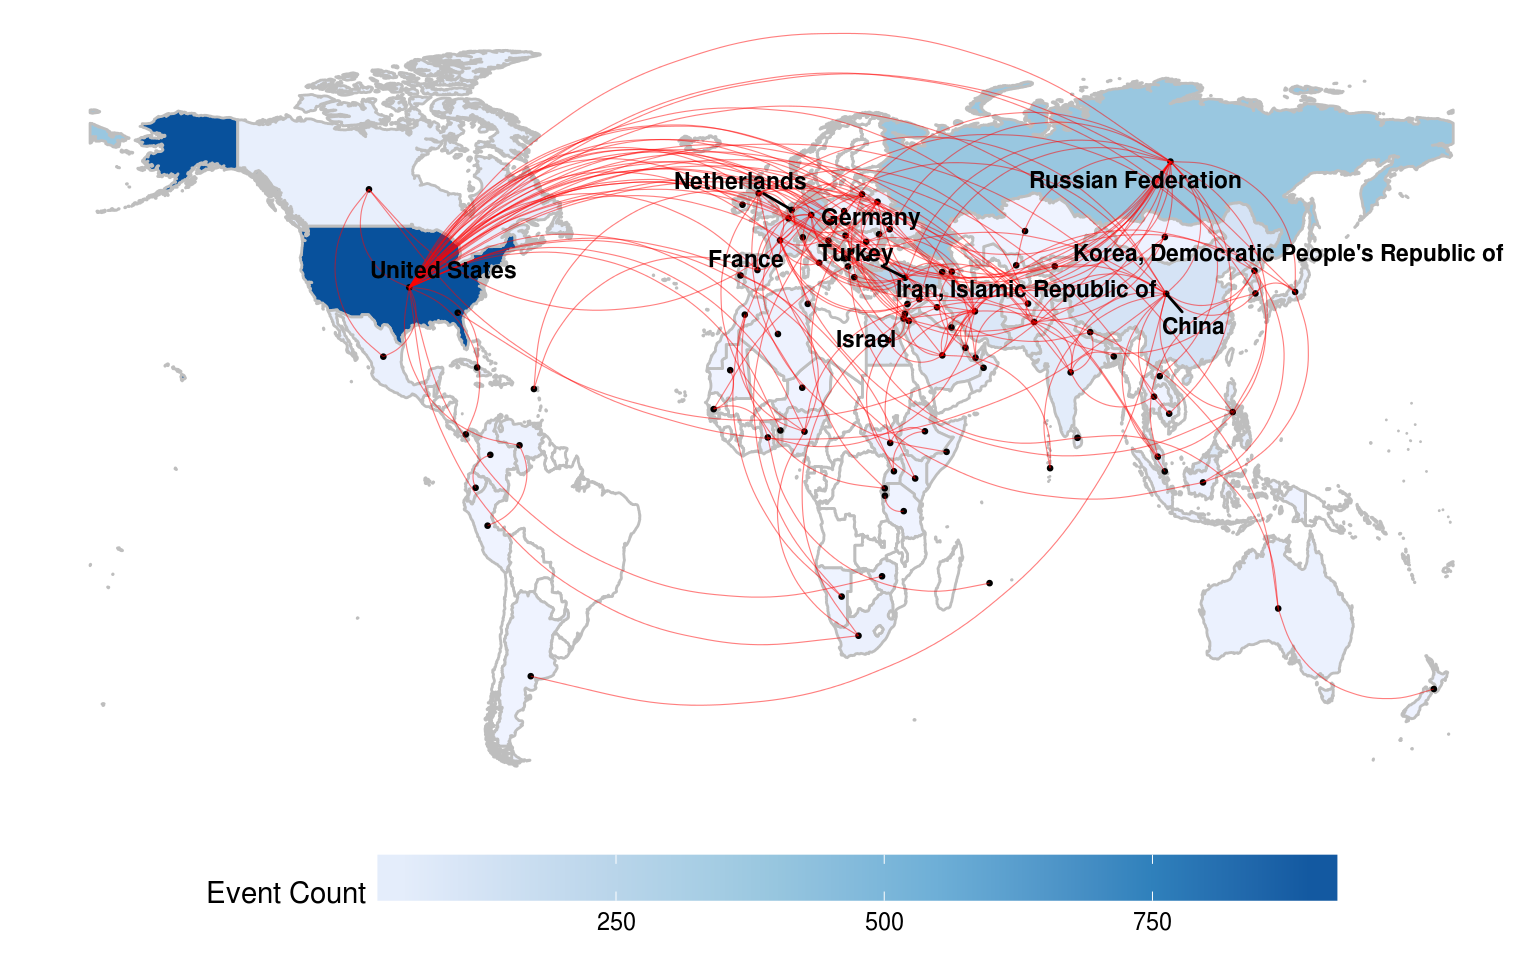 Netherlands
Russian Federation
Germany
Korea, Democratic People's Republic of
Turkey
France
United States
Iran, Islamic Republic of
China
Israel
Event Count
250
500
750